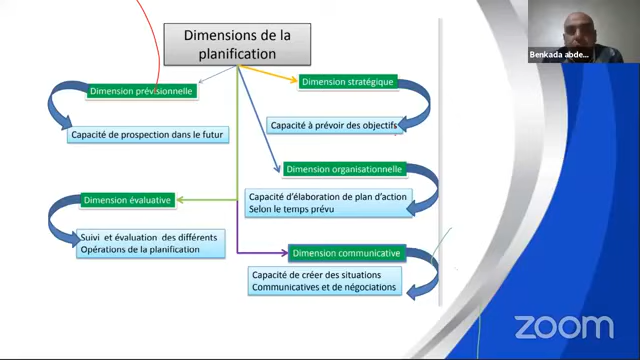 Dimensions de la
planification
Dimension prévisionnelle
Capacité de prospection dans le futur
Dimension stratégique
Capacité à prévoir des objectifs
Dimension organisationnelle
Capacité d'élaboration de plan d'action
Selon le temps prévu
Dimension évaluative
Suivi et évaluation des différents
Opérations de la planification
Dimension communicative
Capacité de créer des situations
Communicatives et de négociations
Benkada abde...
zoom